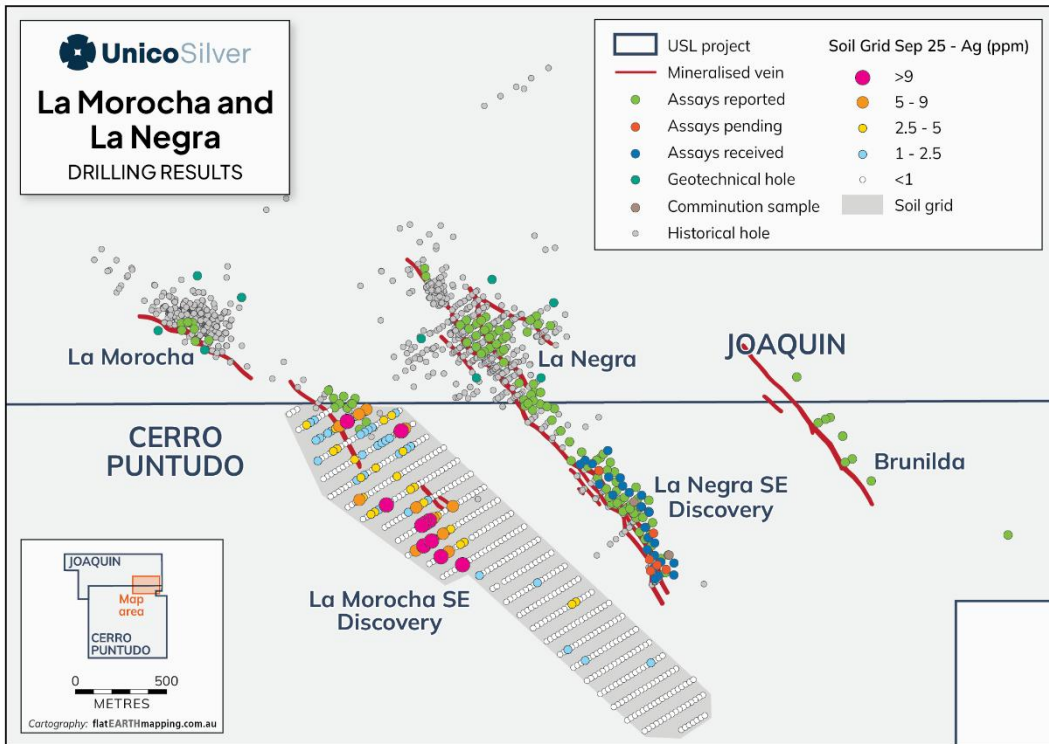 UnicoSilver
La Morocha and
La Negra
DRILLING RESULTS
USL project
Mineralised vein
Assays reported
Assays pending
Assays received
Geotechnical hole
Comminution sample
Historical hole
Soil Grid Sep 25 - Ag (ppm)
>9
5 - 9
2.5 - 5
1 - 2.5
<1
Soil grid
La Morocha
La Negra
JOAQUIN
CERRO
PUNTUDO
Brunilda
La Negra SE
Discovery
La Morocha SE
Discovery
JOAQUIN
Map
area
CERRO
PUNTUDO
0 500
METRES
Cartography: flatEARTHmapping.com.au